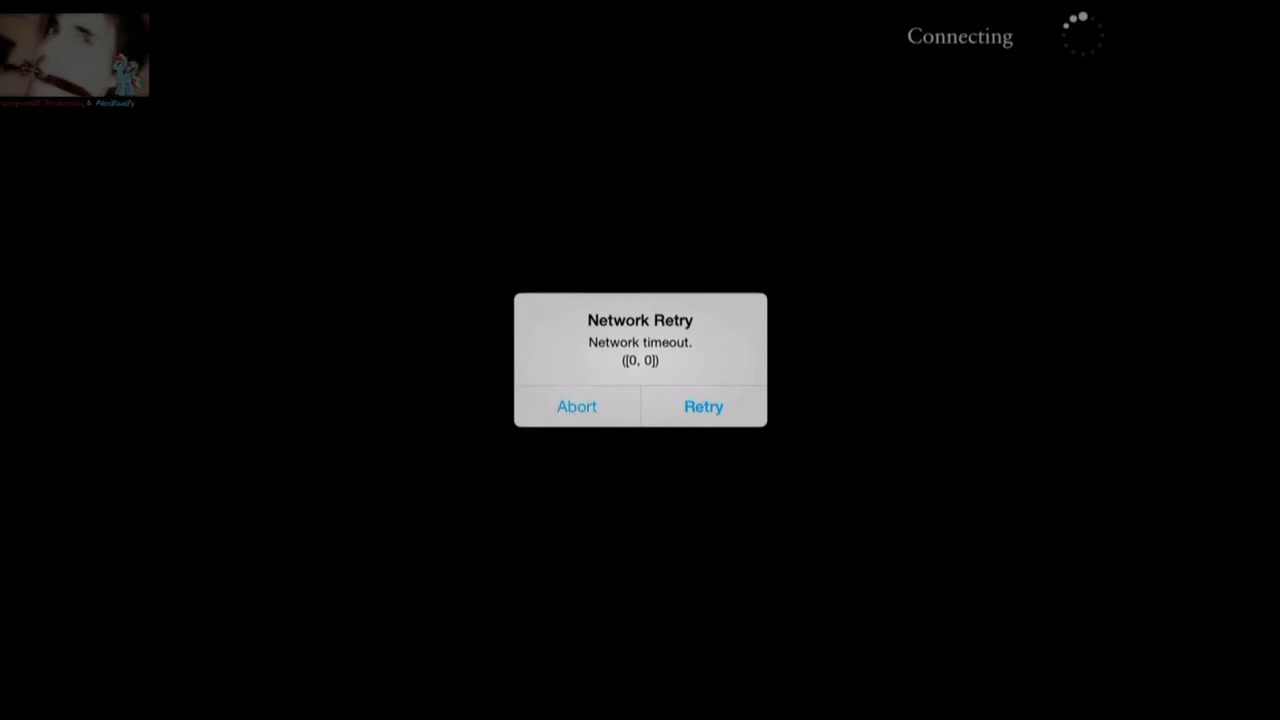 Connecting
Network Retry
Network timeout.
([0, 0])
Abort
Retry